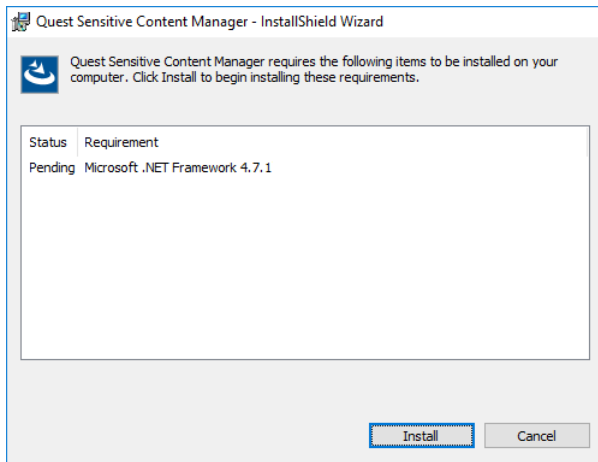 Quest Sensitive Content Manager - InstallShield Wizard
Quest Sensitive Content Manager requires the following items to be installed on your
computer. Click Install to begin installing these requirements.
Status Requirement
Pending Microsoft .NET Framework 4.7.1
Install Cancel